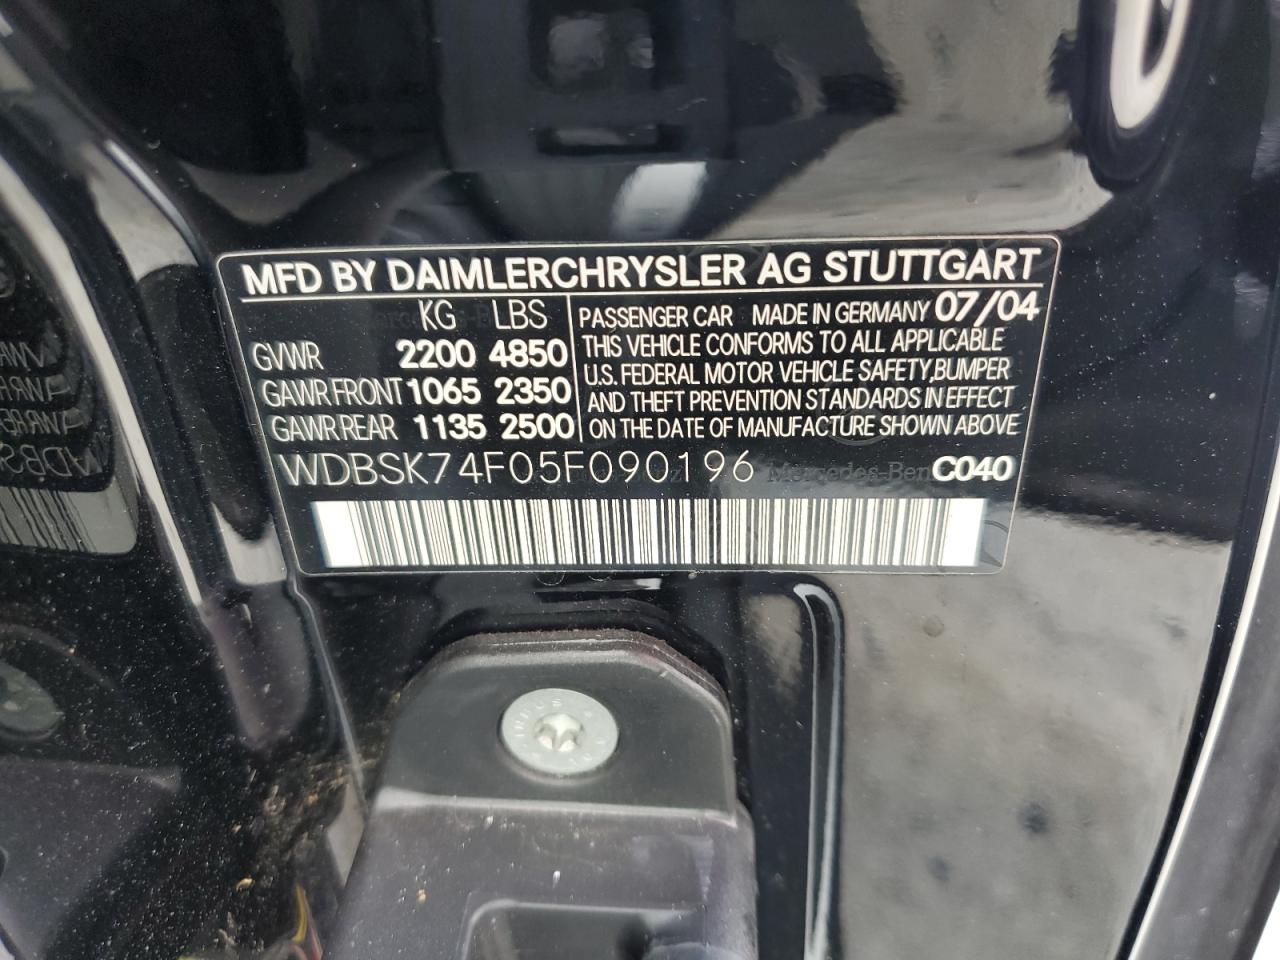 MFD BY DAIMLERCHRYSLER AG STUTTGART
KG LBS
GVWR 2200 4850
GAWR FRONT 1065 2350
GAWR REAR 1135 2500
PASSENGER CAR MADE IN GERMANY 07/04
THIS VEHICLE CONFORMS TO ALL APPLICABLE
U.S. FEDERAL MOTOR VEHICLE SAFETY,BUMPER
AND THEFT PREVENTION STANDARDS IN EFFECT
ON THE DATE OF MANUFACTURE SHOWN ABOVE
WDBSK74F05F090196 Mercedes-Ben C040